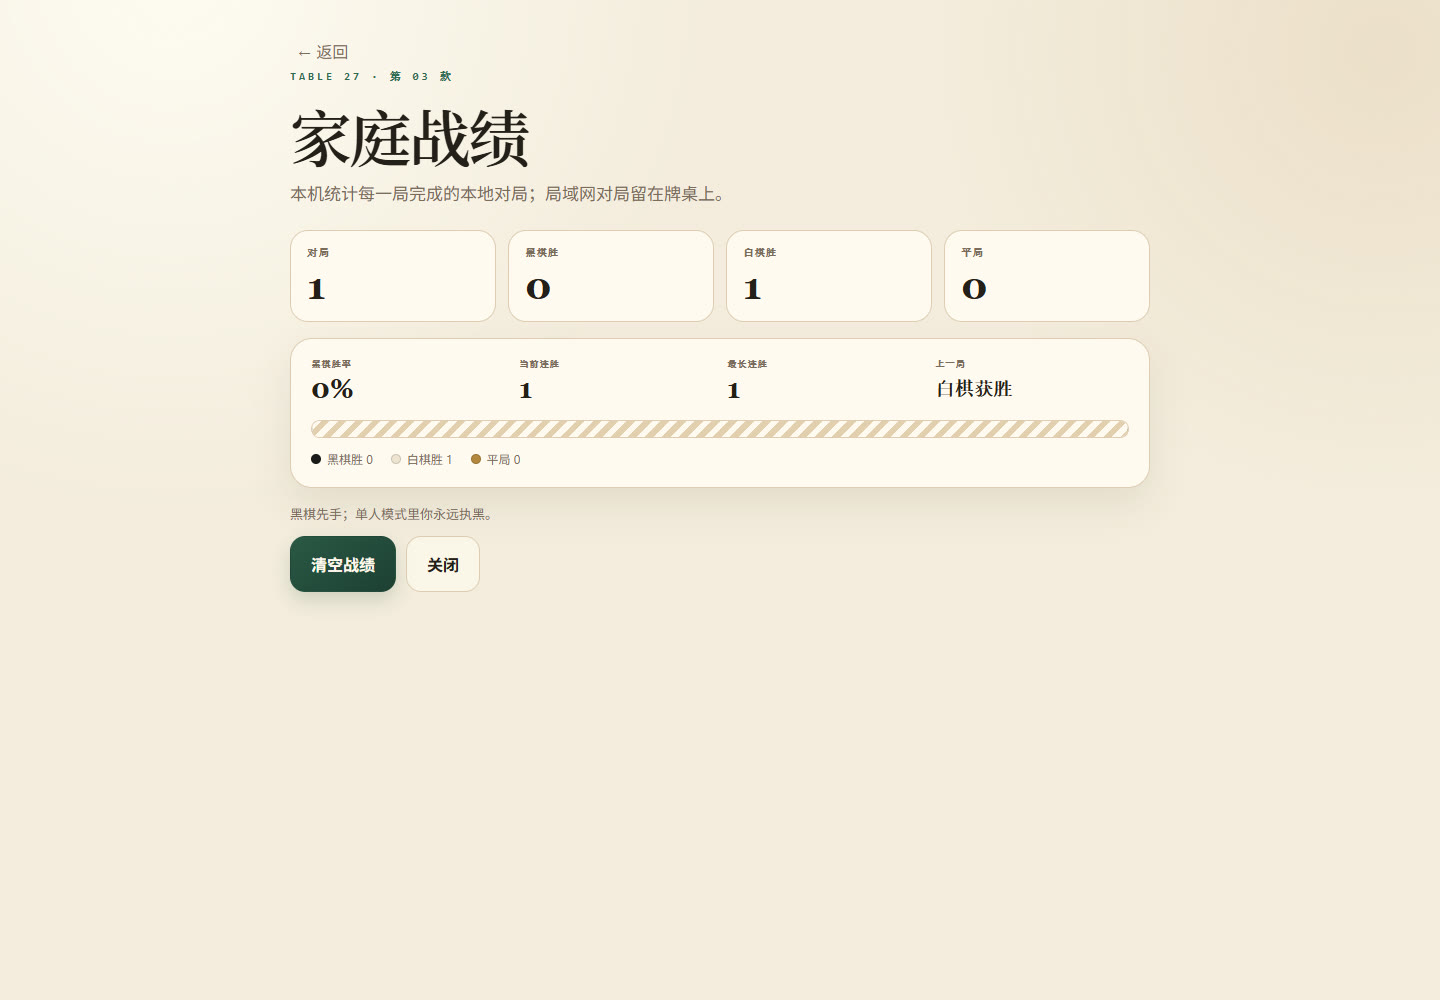 ← 返回
TABLE 27 · 第 03 款
家庭战绩
本机统计每一局完成的本地对局；局域网对局留在牌桌上。
对局 黑棋胜 白棋胜 平局
1 0 1 0
黑棋胜率 当前连胜 最长连胜 上一局
0% 1 1 白棋获胜
黑棋胜 0 白棋胜 1 平局 0
黑棋先手；单人模式里你永远执黑。
清空战绩 关闭